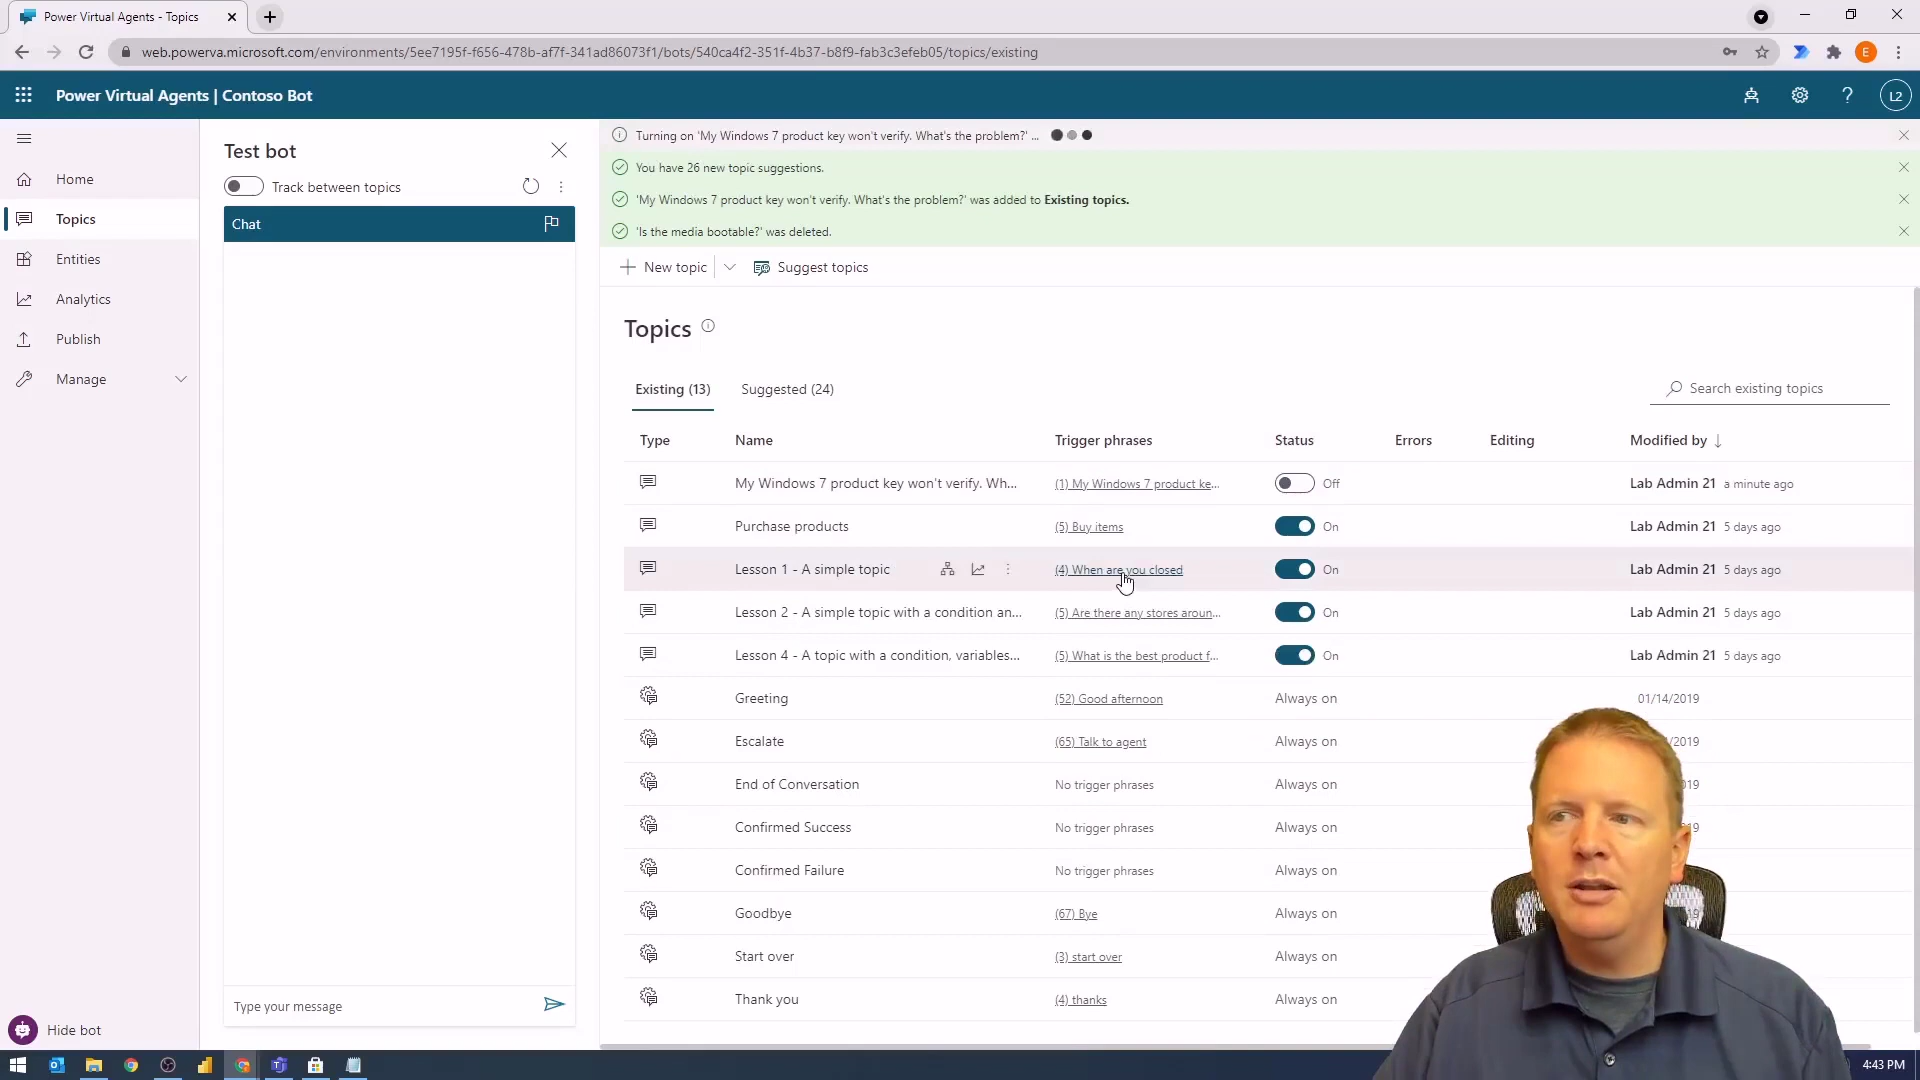 Power Virtual Agents - Topics
web.powerva.microsoft.com/environments/5ee7195f-f656-478b-af7f-341ad86073f1/bots/540ca4f2-351f-4b37-b8f9-fab3c3efeb05/topics/existing
E
Power Virtual Agents | Contoso Bot
L2
Home
Topics
Entities
Analytics
Publish
Manage
Hide bot
Test bot
Track between topics
Chat
Type your message
Turning on 'My Windows 7 product key won't verify. What's the problem?' ...
You have 26 new topic suggestions.
'My Windows 7 product key won't verify. What's the problem?' was added to Existing topics.
'Is the media bootable?' was deleted.
New topic
Suggest topics
Topics
Existing (13)
Suggested (24)
Search existing topics
Type Name Trigger phrases Status Errors Editing Modified by
My Windows 7 product key won't verify. Wh... (1) My Windows 7 product ke... Off Lab Admin 21 a minute ago
Purchase products (5) Buy items On Lab Admin 21 5 days ago
Lesson 1 - A simple topic (4) When are you closed On Lab Admin 21 5 days ago
Lesson 2 - A simple topic with a condition an... (5) Are there any stores aroun... On Lab Admin 21 5 days ago
Lesson 4 - A topic with a condition, variables... (5) What is the best product f... On Lab Admin 21 5 days ago
Greeting (52) Good afternoon Always on 01/14/2019
Escalate (65) Talk to agent Always on /2019
End of Conversation No trigger phrases Always on 019
Confirmed Success No trigger phrases Always on 019
Confirmed Failure No trigger phrases Always on
Goodbye (67) Bye Always on
Start over (3) start over Always on
Thank you (4) thanks Always on
4:43 PM